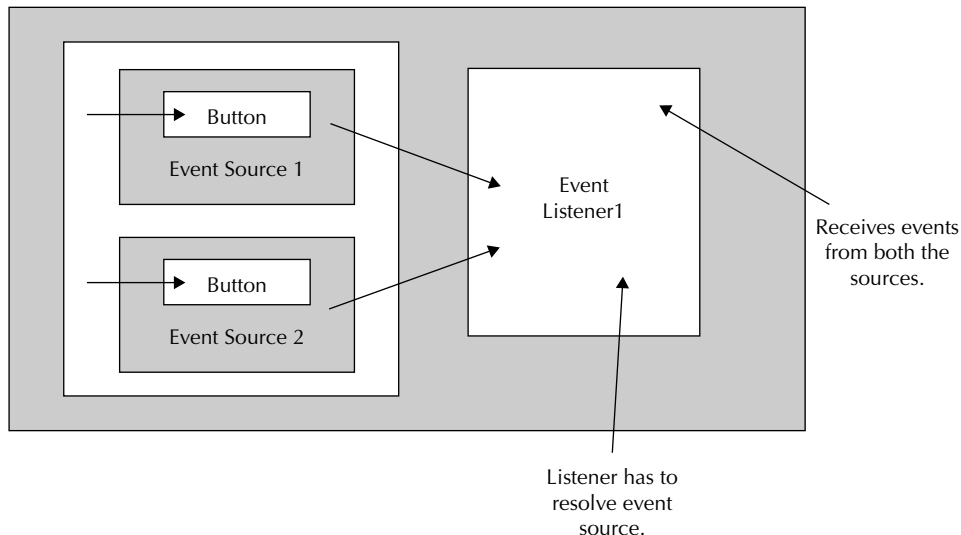 Button
Event Source 1
Button
Event Source 2
Event
Listener1
Receives events
from both the
sources.
Listener has to
resolve event
source.